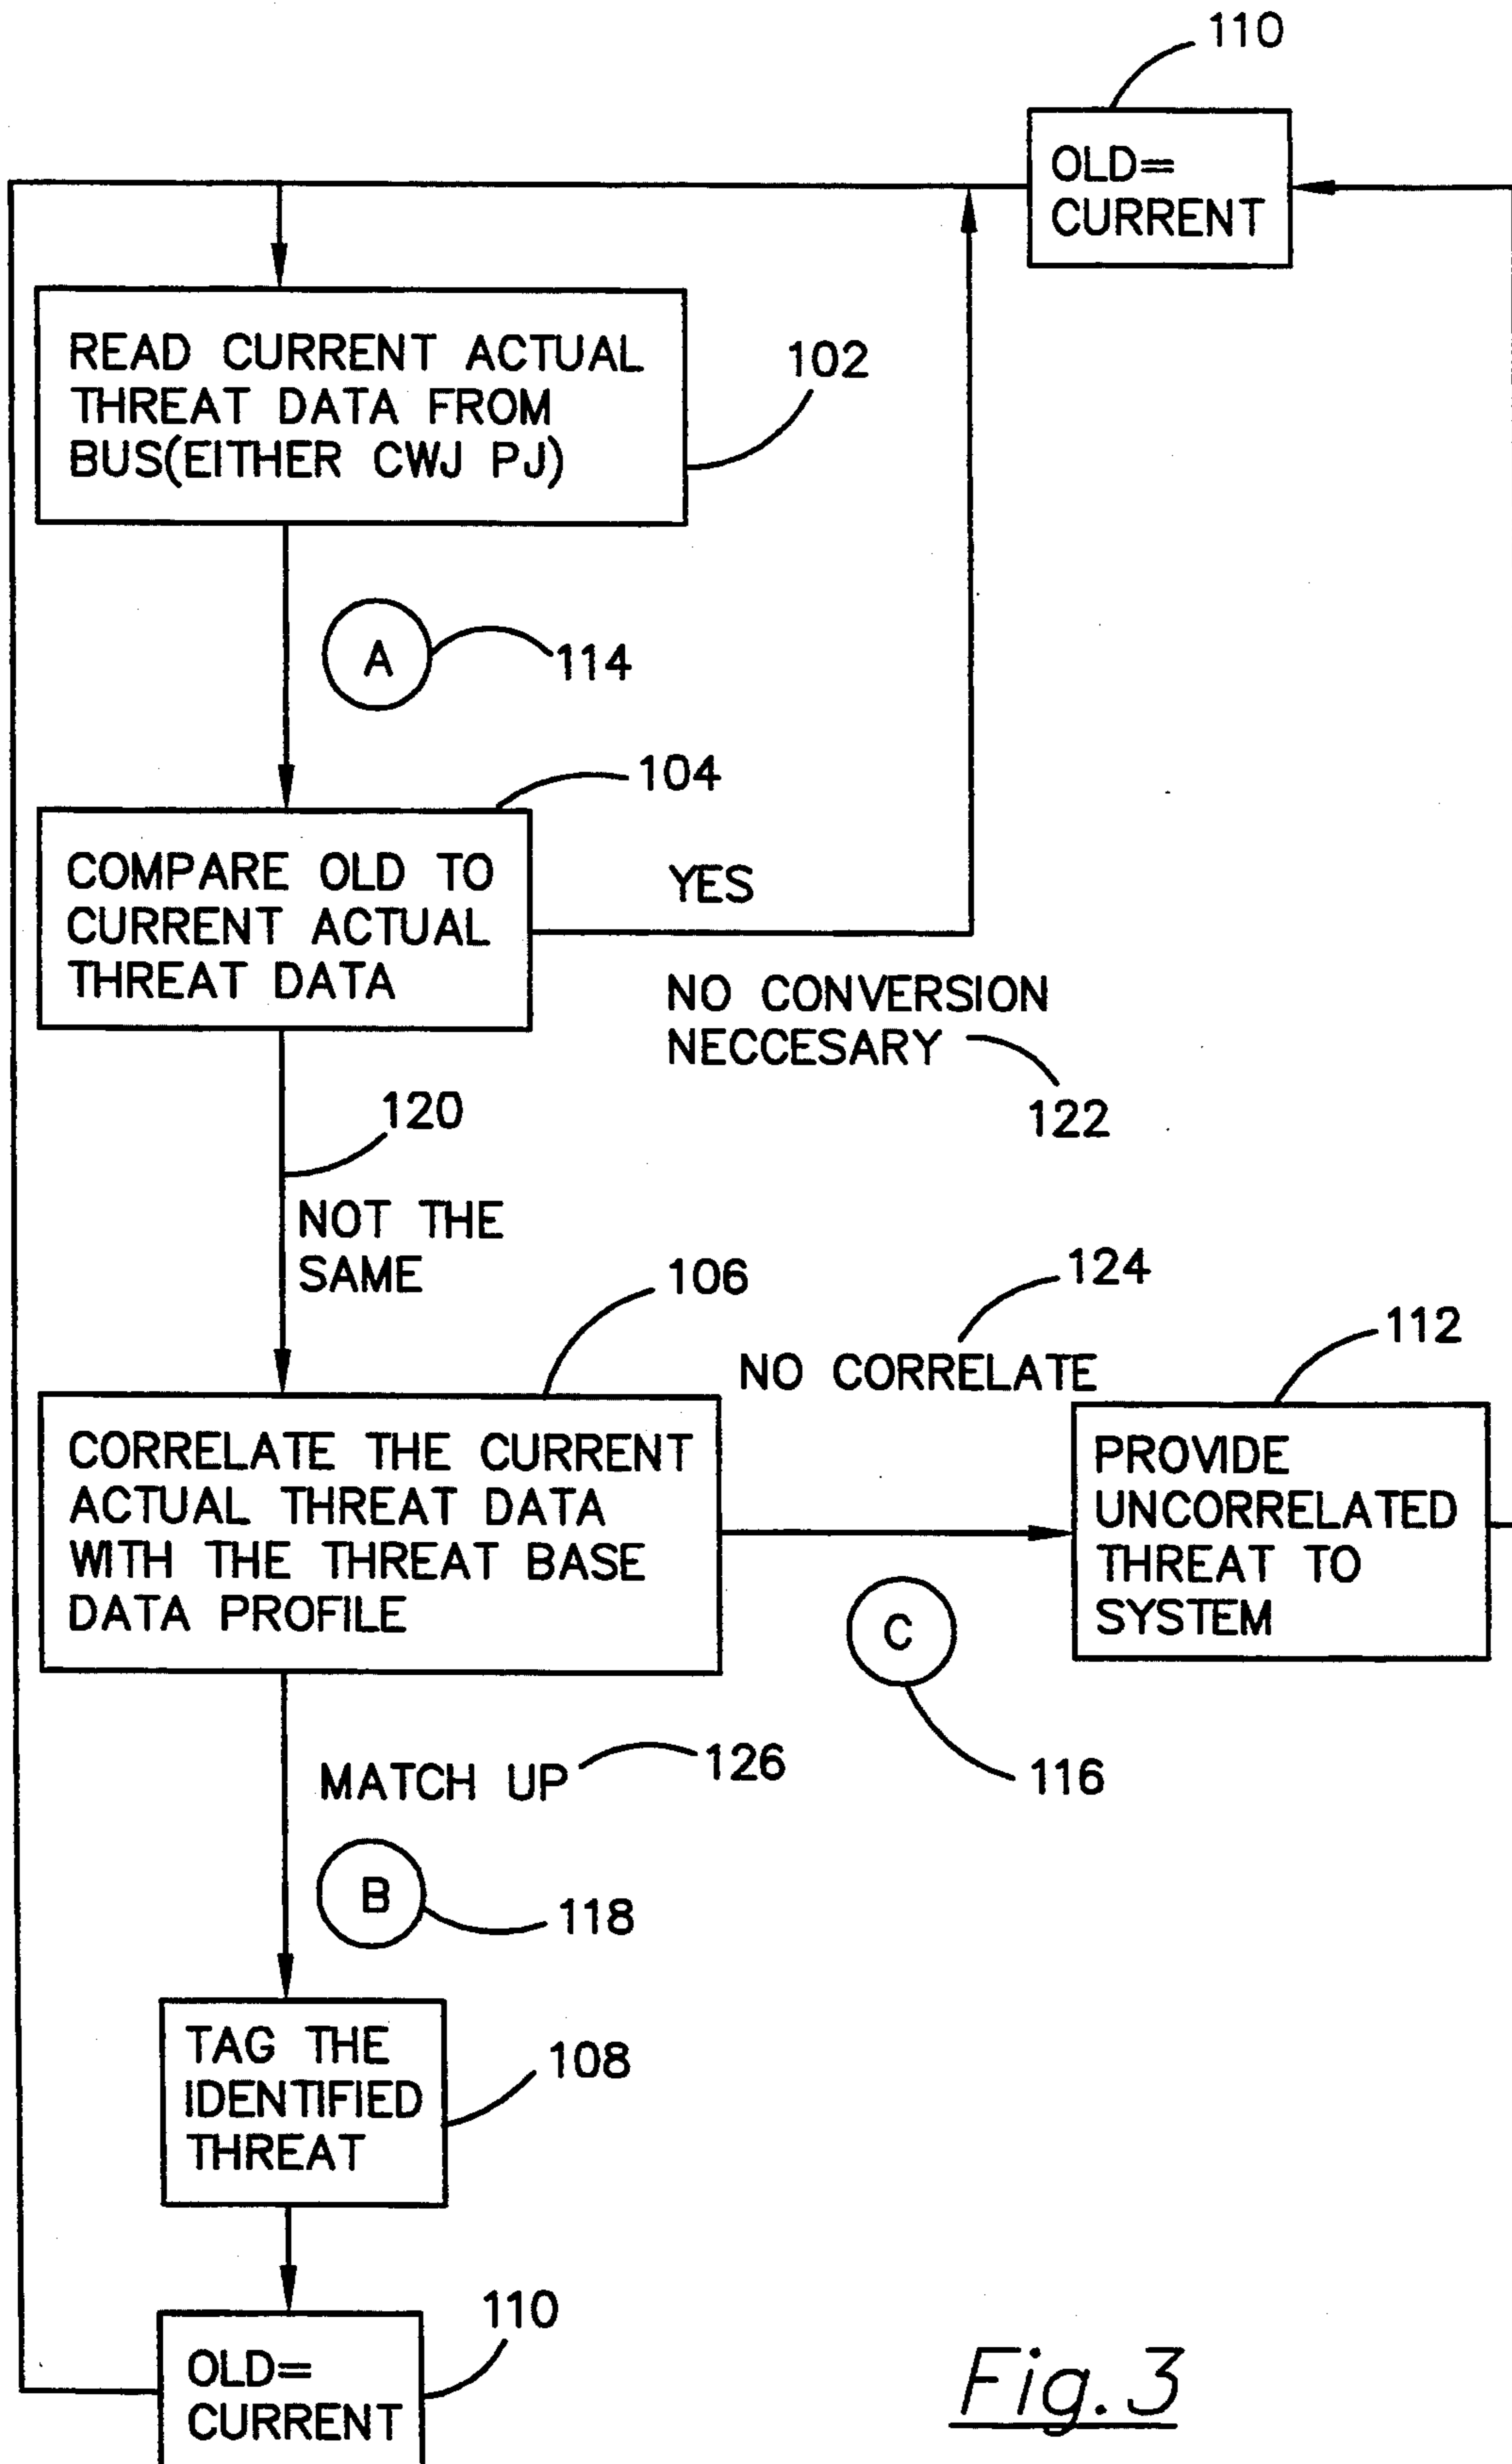 110
OLD=
CURRENT
READ CURRENT ACTUAL
THREAT DATA FROM
BUS(EITHER CWJ PJ)
102
A
114
104
COMPARE OLD TO
CURRENT ACTUAL
THREAT DATA
YES
NO CONVERSION
NECCESARY
122
120
NOT THE
SAME
106
124
NO CORRELATE
112
CORRELATE THE CURRENT
ACTUAL THREAT DATA
WITH THE THREAT BASE
DATA PROFILE
PROVIDE
UNCORRELATED
THREAT TO
SYSTEM
C
116
MATCH UP
126
B
118
TAG THE
IDENTIFIED
THREAT
108
110
OLD=
CURRENT
Fig. 3